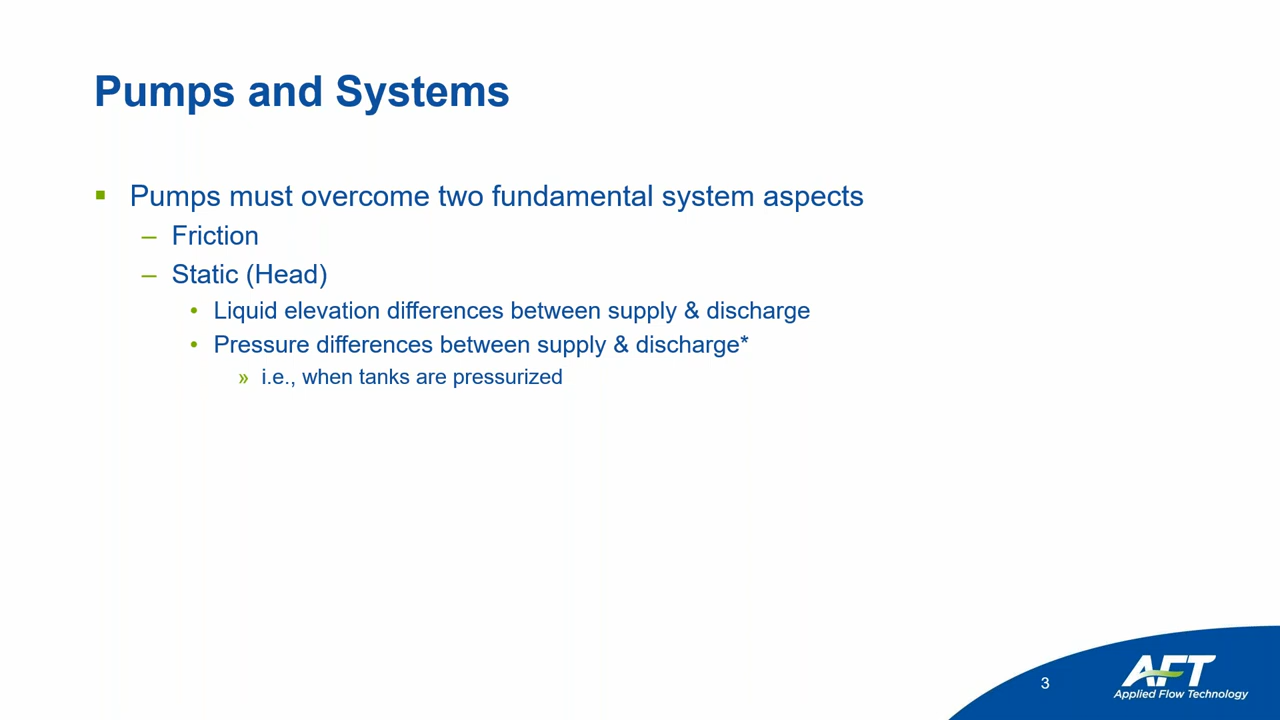 Pumps and Systems
▪ Pumps must overcome two fundamental system aspects
– Friction
– Static (Head)
• Liquid elevation differences between supply & discharge
• Pressure differences between supply & discharge*
» i.e., when tanks are pressurized
3
AFT
Applied Flow Technology